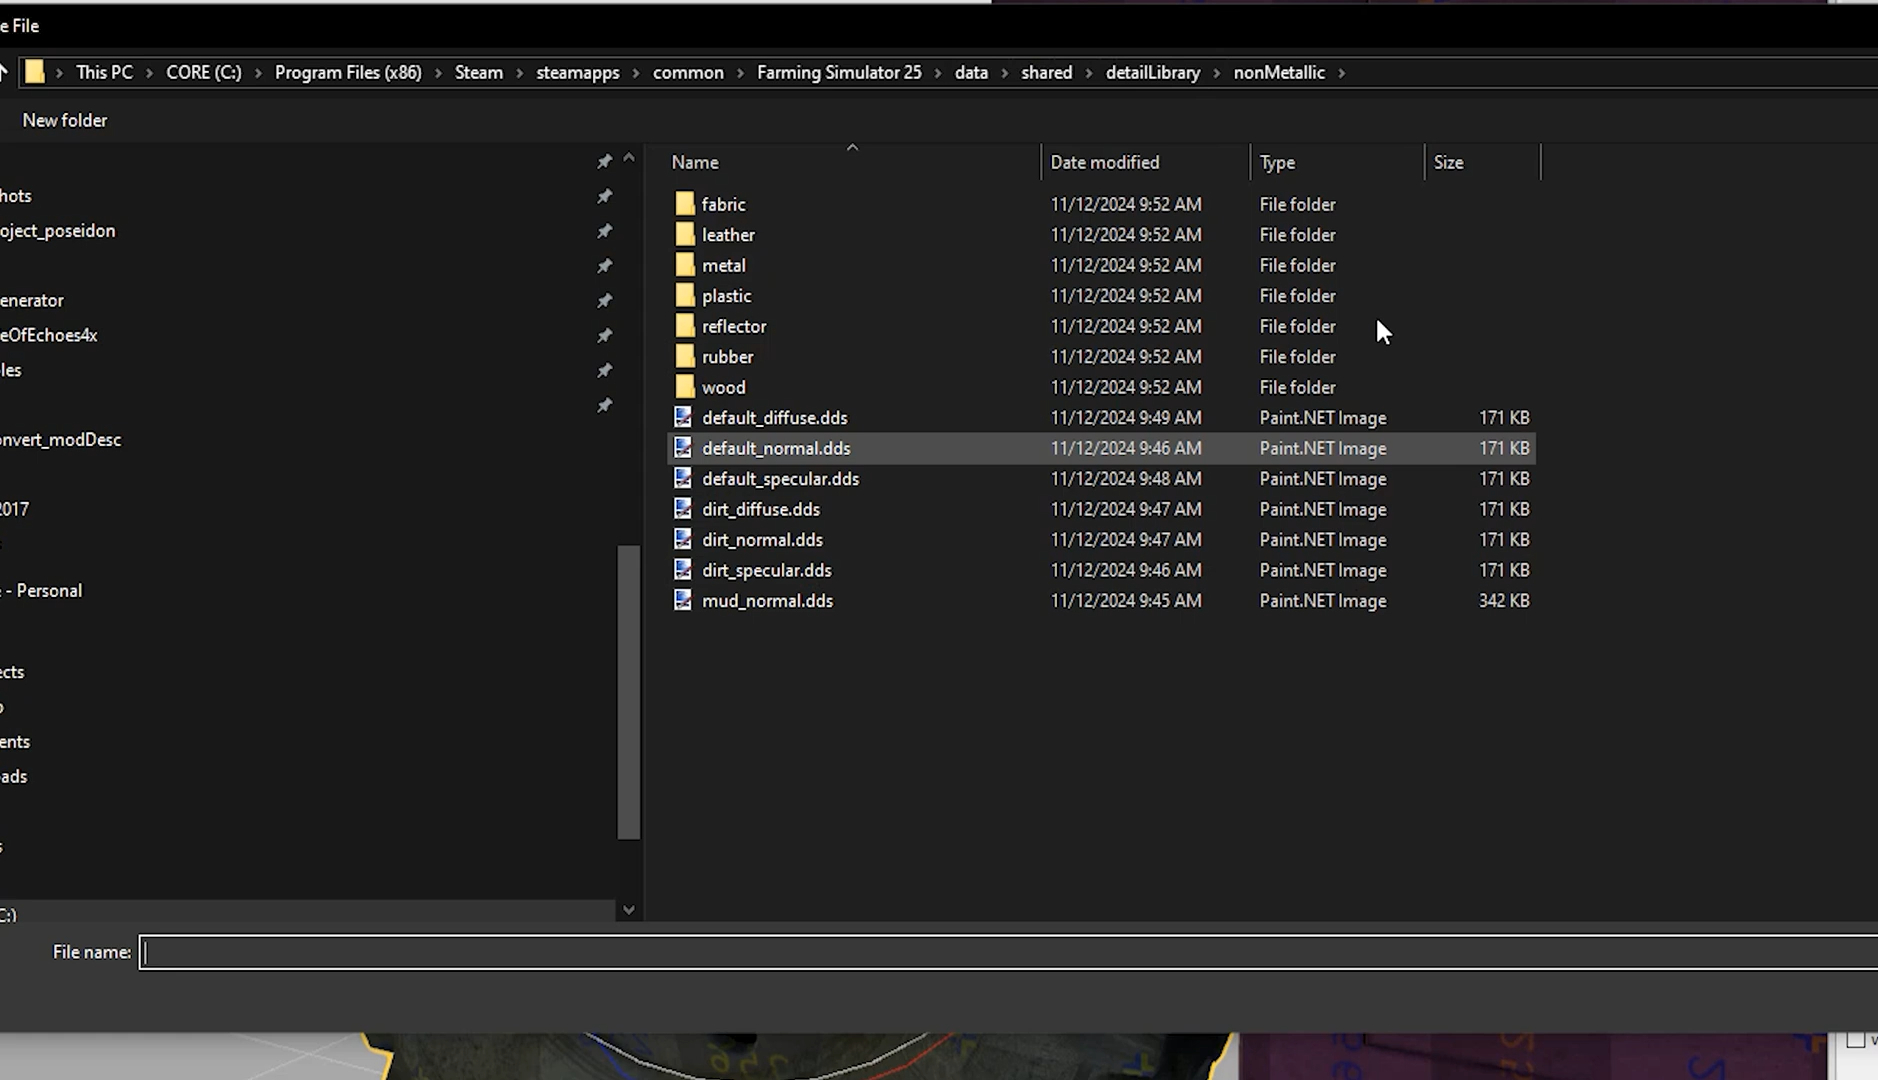 e File
This PC > CORE (C:) > Program Files (x86) > Steam > steamapps > common > Farming Simulator 25 > data > shared > detailLibrary > nonMetallic >
New folder
Name Date modified Type Size
hots
oject_poseidon
enerator
eOfEchoes4x
les
onvert_modDesc
2017
- Personal
ects
ents
ads
C:)
fabric 11/12/2024 9:52 AM File folder
leather 11/12/2024 9:52 AM File folder
metal 11/12/2024 9:52 AM File folder
plastic 11/12/2024 9:52 AM File folder
reflector 11/12/2024 9:52 AM File folder
rubber 11/12/2024 9:52 AM File folder
wood 11/12/2024 9:52 AM File folder
default_diffuse.dds 11/12/2024 9:49 AM Paint.NET Image 171 KB
default_normal.dds 11/12/2024 9:46 AM Paint.NET Image 171 KB
default_specular.dds 11/12/2024 9:48 AM Paint.NET Image 171 KB
dirt_diffuse.dds 11/12/2024 9:47 AM Paint.NET Image 171 KB
dirt_normal.dds 11/12/2024 9:47 AM Paint.NET Image 171 KB
dirt_specular.dds 11/12/2024 9:46 AM Paint.NET Image 171 KB
mud_normal.dds 11/12/2024 9:45 AM Paint.NET Image 342 KB
File name: